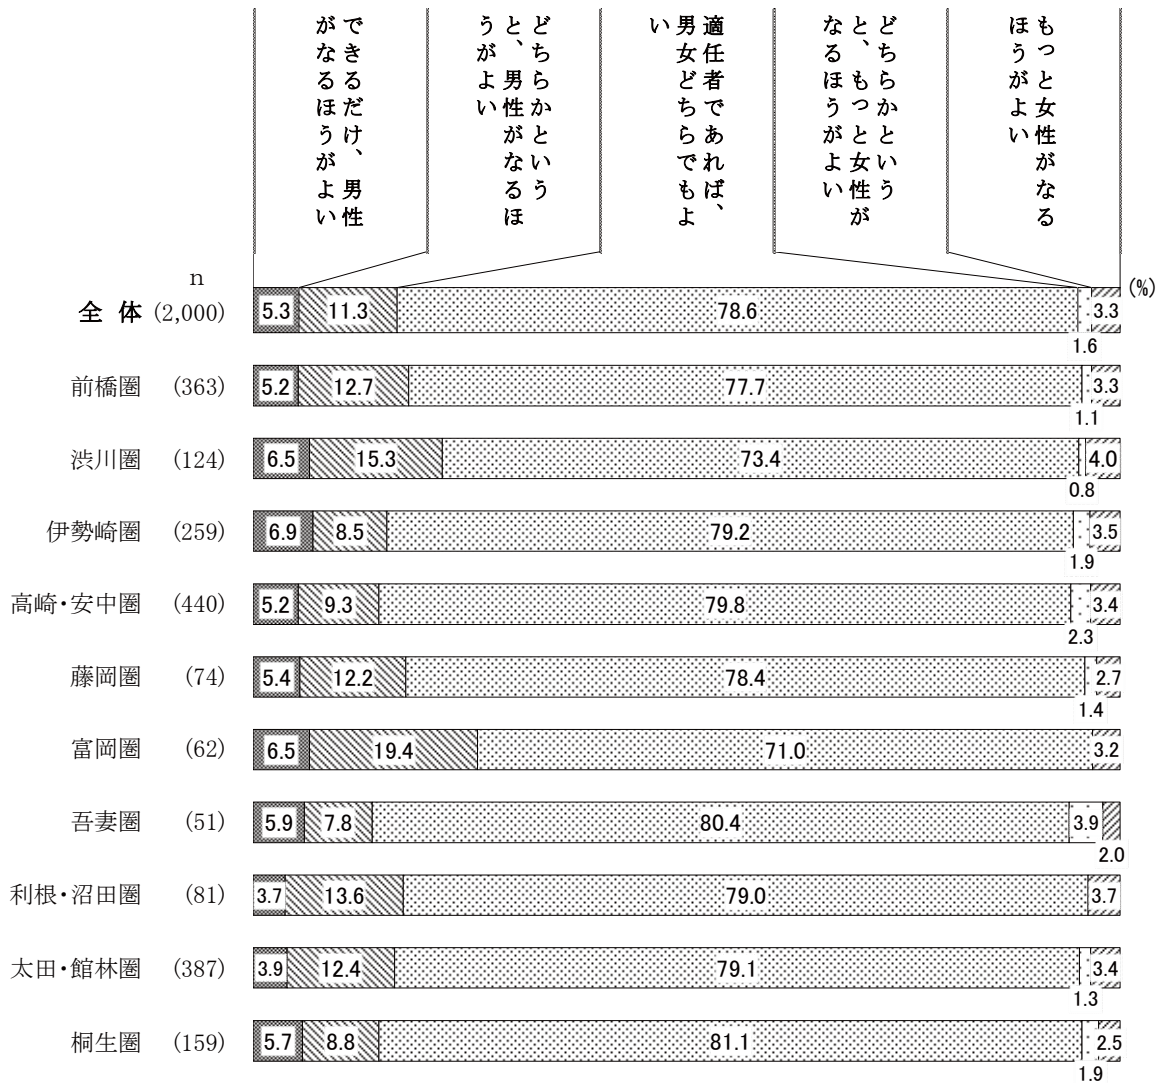 できるだけ、男性
がなるほうがよい
どちらかという
と、男性がなるほ
うがよい
適任者であれば、
男女どちらでもよ
い
どちらかという
と、もっと女性が
なるほうがよい
もっと女性がなる
ほうがよい
n
(%)
全 体 (2,000) 5.3 11.3 78.6 1.6 3.3
前橋圏 (363) 5.2 12.7 77.7 1.1 3.3
渋川圏 (124) 6.5 15.3 73.4 0.8 4.0
伊勢崎圏 (259) 6.9 8.5 79.2 1.9 3.5
高崎・安中圏 (440) 5.2 9.3 79.8 2.3 3.4
藤岡圏 (74) 5.4 12.2 78.4 1.4 2.7
富岡圏 (62) 6.5 19.4 71.0 3.2
吾妻圏 (51) 5.9 7.8 80.4 3.9 2.0
利根・沼田圏 (81) 3.7 13.6 79.0 3.7
太田・館林圏 (387) 3.9 12.4 79.1 1.3 3.4
桐生圏 (159) 5.7 8.8 81.1 1.9 2.5